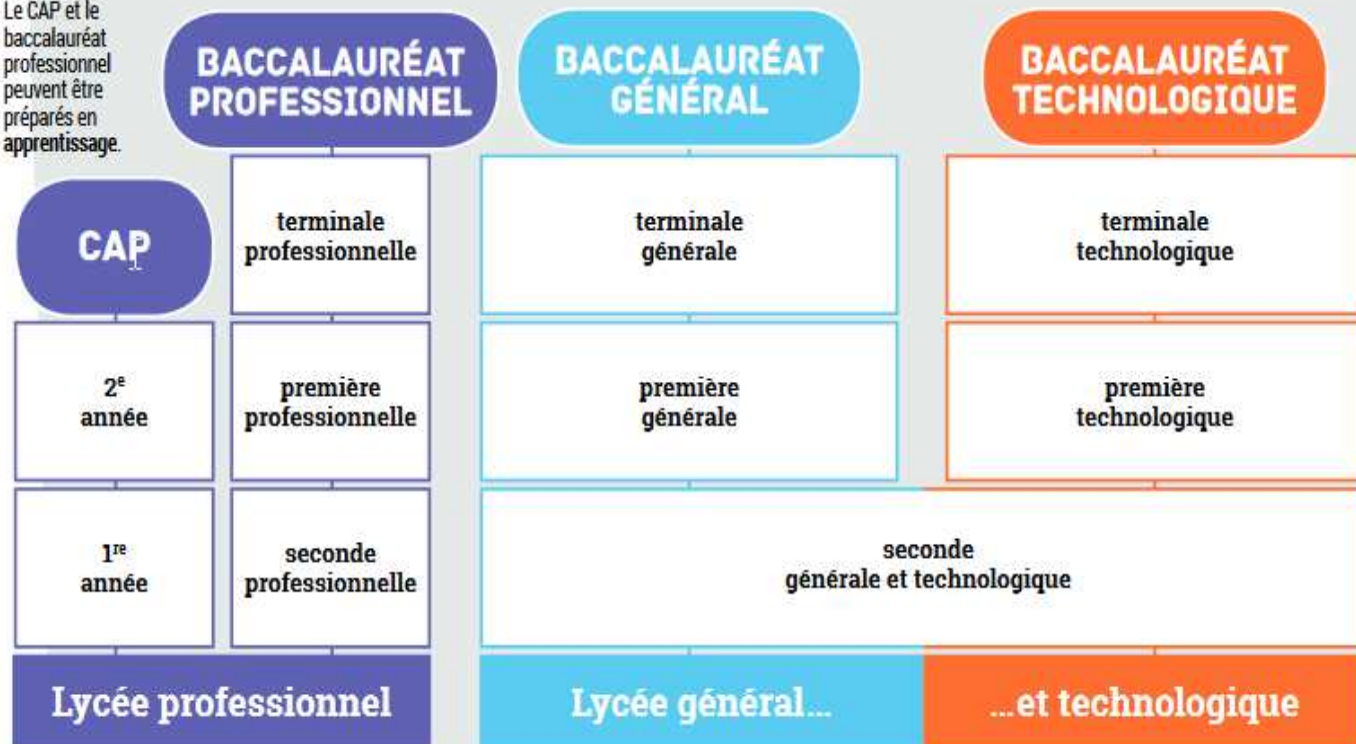 Le CAP et le
baccalauréat
professionnel
peuvent être
préparés en
apprentissage.
BACCALAURÉAT
PROFESSIONNEL
BACCALAURÉAT
GÉNÉRAL
BACCALAURÉAT
TECHNOLOGIQUE
CAP
terminale
professionnelle
terminale
générale
terminale
technologique
2e
année
première
professionnelle
première
générale
première
technologique
1re
année
seconde
professionnelle
seconde
générale et technologique
Lycée professionnel
Lycée général...
...et technologique